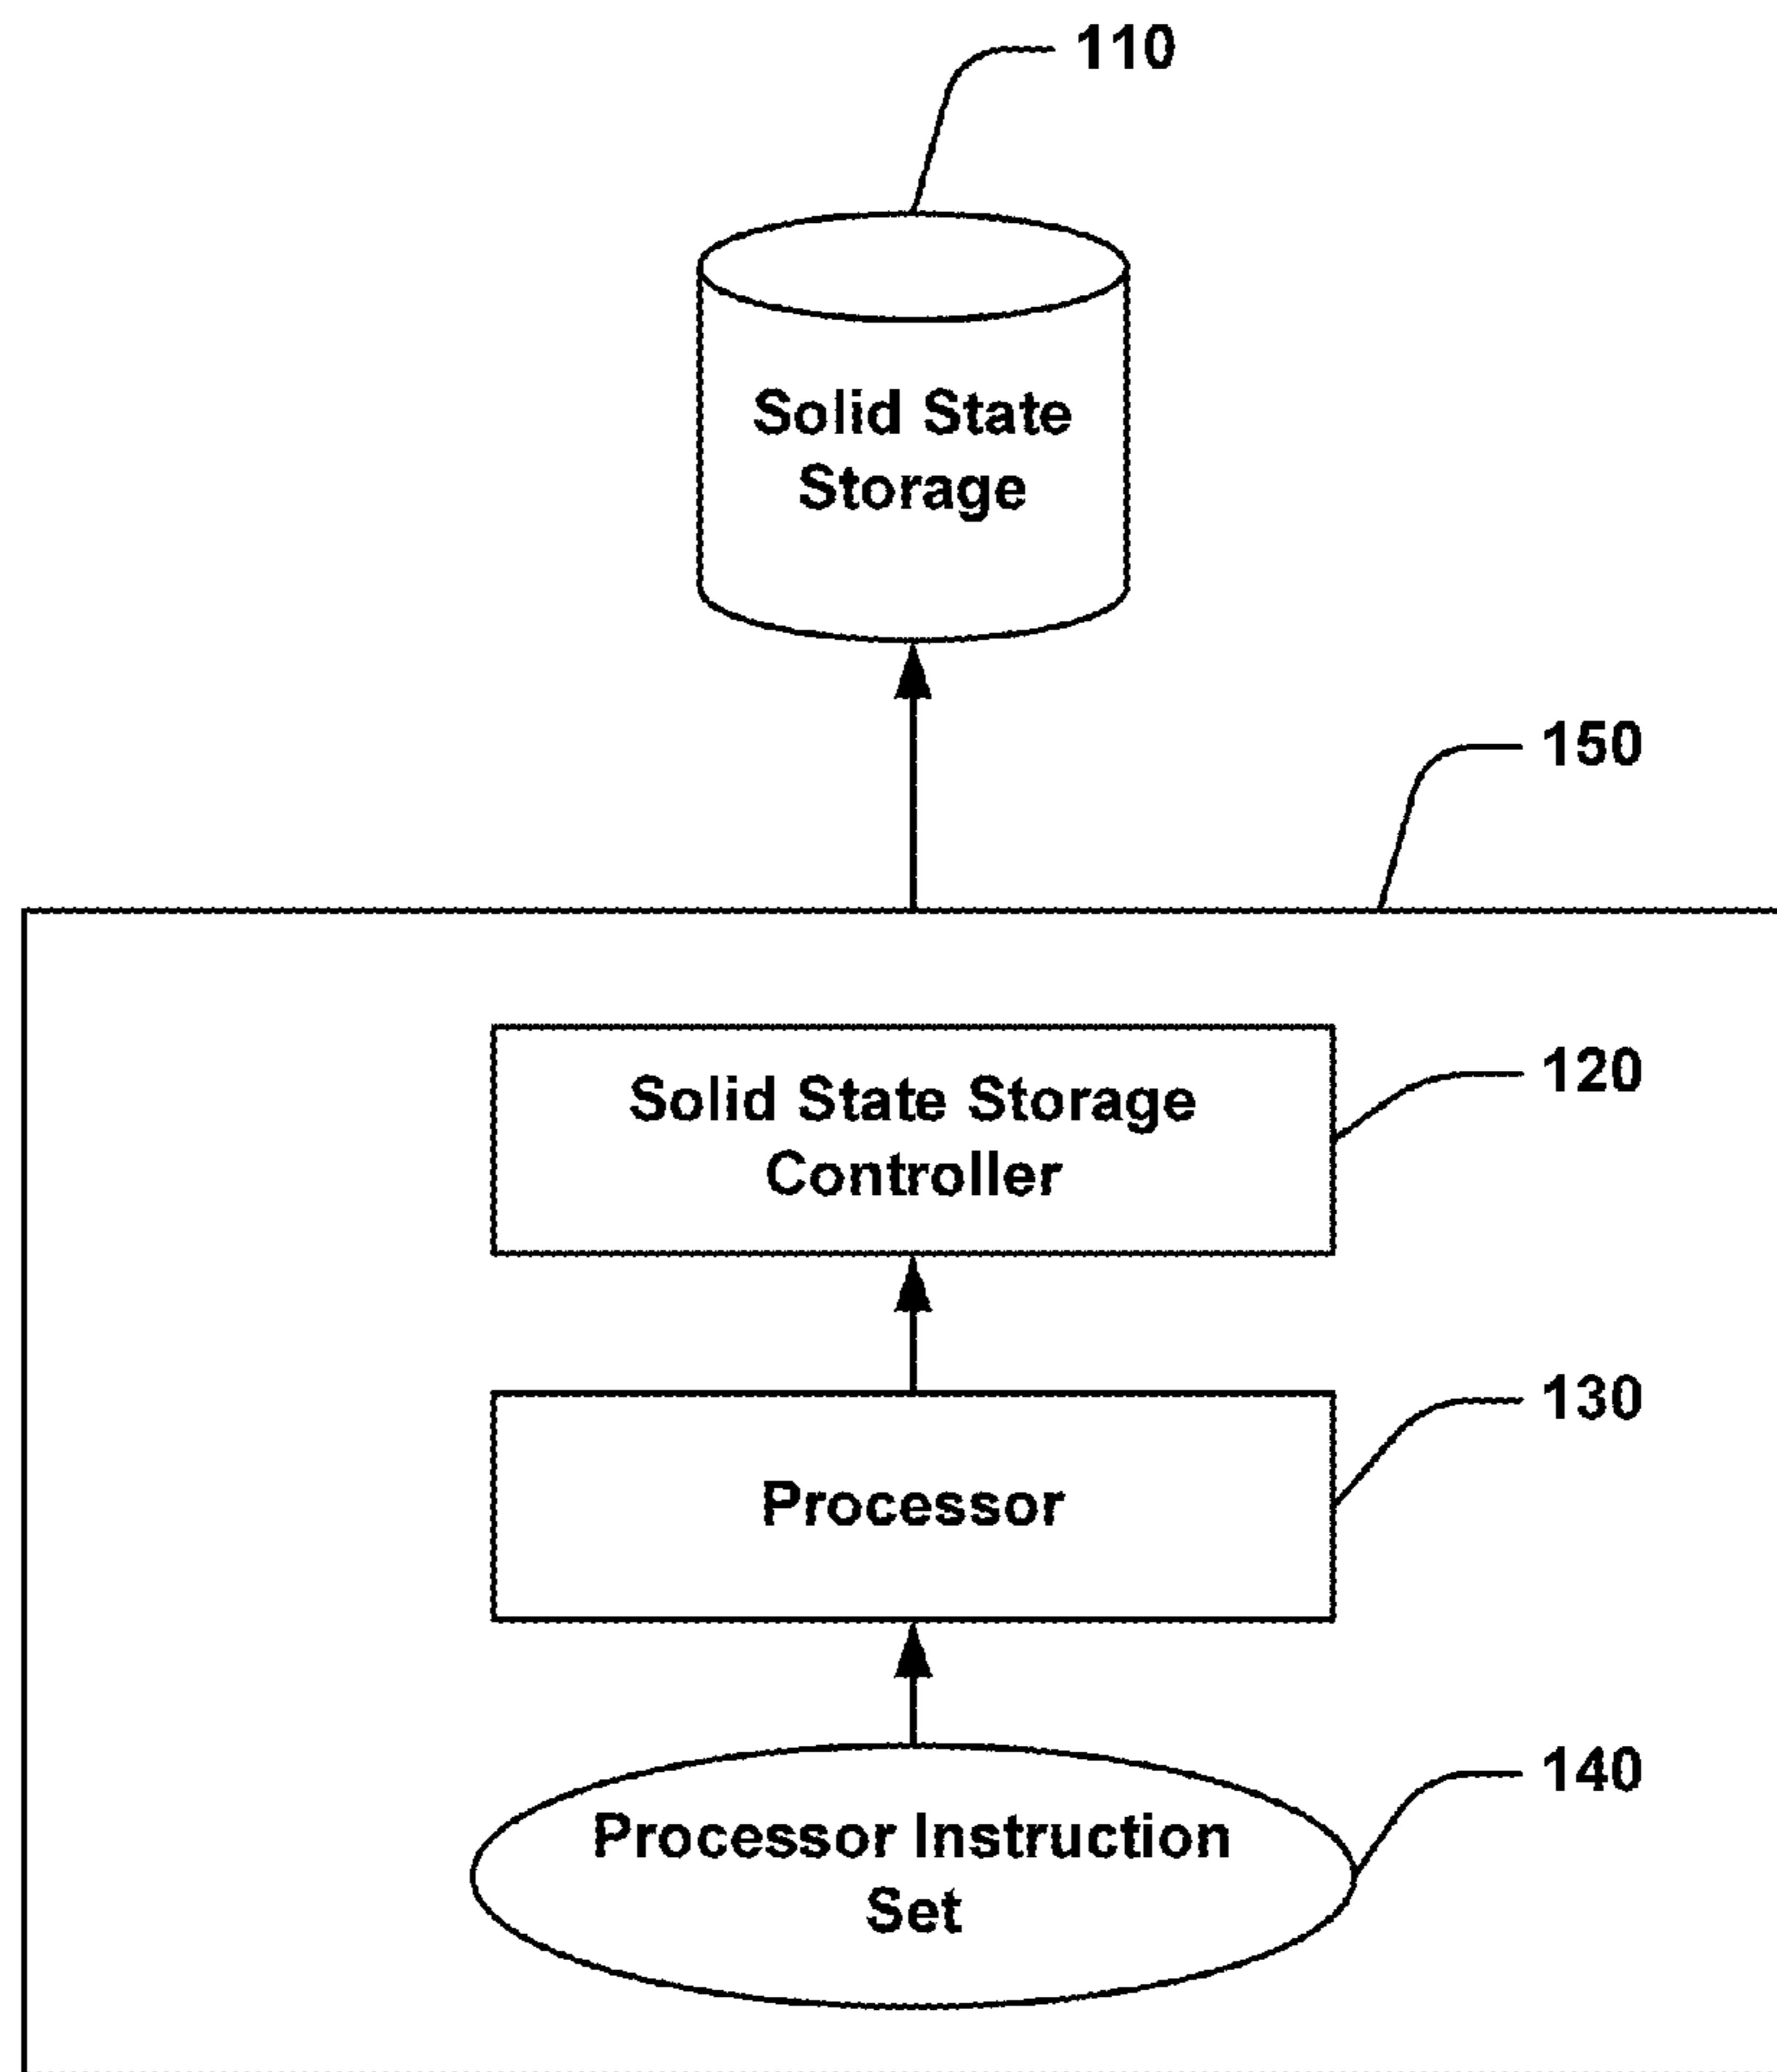 110
Solid State
Storage
150
Solid State Storage
Controller
120
Processor
130
Processor Instruction
Set
140